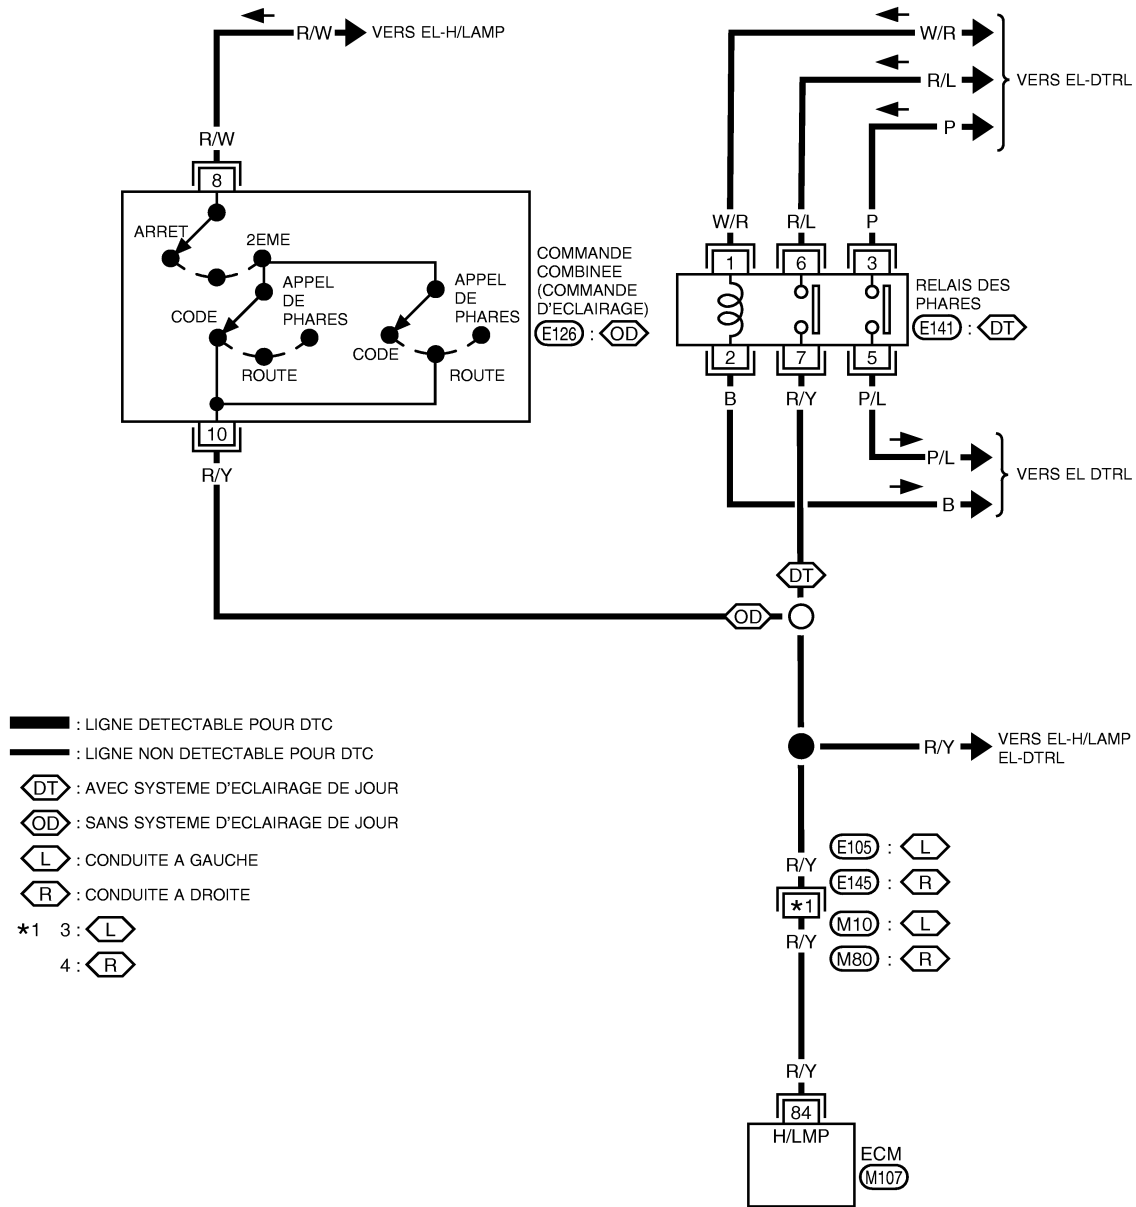 R/W VERS EL-H/LAMP
W/R
R/L VERS EL-DTRL
P
R/W
8
W/R R/L P
1 6 3
ARRET
2EME
APPEL
DE
PHARES
CODE
ROUTE
APPEL
DE
PHARES
CODE
ROUTE
COMMANDE
COMBINEE
(COMMANDE
D'ECLAIRAGE)
E126 : OD
RELAIS DES
PHARES
E141 : DT
2 7 5
B R/Y P/L
10
R/Y
P/L
VERS EL DTRL
B
DT
OD
R/Y VERS EL-H/LAMP
EL-DTRL
: LIGNE DETECTABLE POUR DTC
: LIGNE NON DETECTABLE POUR DTC
DT : AVEC SYSTEME D'ECLAIRAGE DE JOUR
OD : SANS SYSTEME D'ECLAIRAGE DE JOUR
L : CONDUITE A GAUCHE
R : CONDUITE A DROITE
*1 3 : L
4 : R
R/Y
*1
R/Y
E105 : L
E145 : R
M10 : L
M80 : R
R/Y
84
H/LMP
ECM
M107